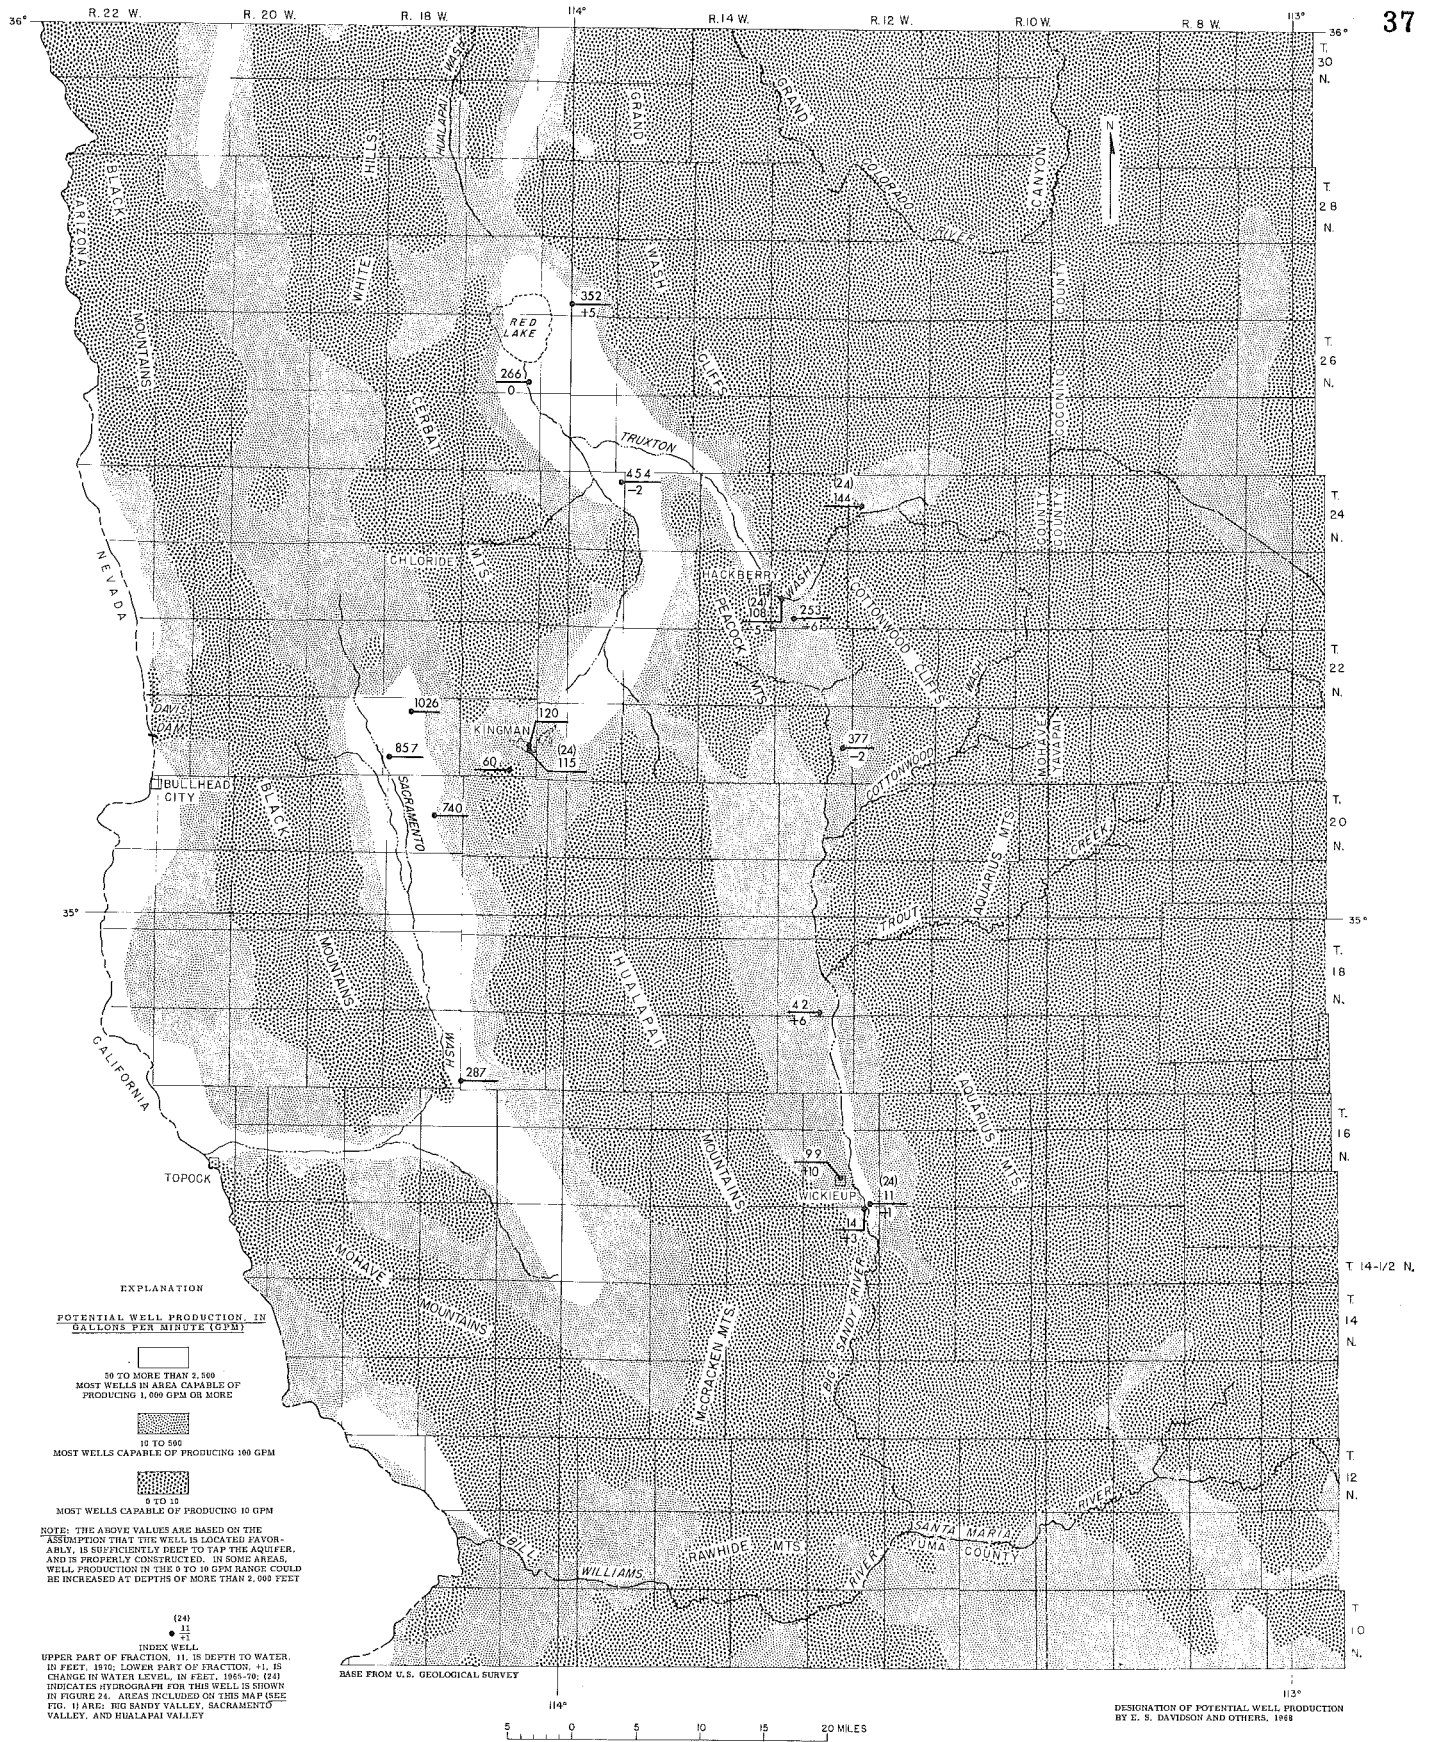 37
R. 22 W. R. 20 W. R. 18 W. 114° R. 14 W. R. 12 W. R. 10 W. R. 8 W. 113°
36° 36°
T. 30 N.
HUALAPAI WASH
GRAND
GRAND
CANYON
N
WHITE HILLS
BLACK
MOUNTAINS
ARIZONA
COLORADO RIVER
T. 28 N.
WASH
CLIFFS
COUNTY
COUNTY
352
+5
RED
LAKE
T. 26 N.
266
0
COCONINO
CERBAT
MTS.
TRUXTON
WASH
454
-2
(24)
144
COUNTY
COUNTY
T. 24 N.
NEVADA
CHLORIDE
HACKBERRY
(24)
108
+5
253
+6
PEACOCK
MTS
COTTONWOOD CLIFFS
T. 22 N.
DAVIS
DAM
1026
120
KINGMAN
(24)
115
857
60
377
-2
COTTONWOOD
WASH
MOHAVE
YAVAPAI
BULLHEAD
CITY
BLACK
MOUNTAINS
SACRAMENTO
WASH
740
T. 20 N.
AQUARIUS MTS.
CREEK
TROUT
35° 35°
HUALAPAI
MOUNTAINS
T. 18 N.
42
+6
CALIFORNIA
287
AQUARIUS
MTS.
T. 16 N.
99
+10
TOPOCK
WICKIEUP
(24)
11
+1
14
+3
MOHAVE
MOUNTAINS
T. 14-1/2 N.
T. 14 N.
McCRACKEN MTS.
BIG SANDY RIVER
T. 12 N.
RIVER
SANTA MARIA
YUMA COUNTY
BILL
WILLIAMS
RIVER
RAWHIDE MTS.
T. 10 N.
EXPLANATION
POTENTIAL WELL PRODUCTION, IN
GALLONS PER MINUTE (GPM)
50 TO MORE THAN 2,500
MOST WELLS IN AREA CAPABLE OF
PRODUCING 1,000 GPM OR MORE
10 TO 500
MOST WELLS CAPABLE OF PRODUCING 100 GPM
0 TO 10
MOST WELLS CAPABLE OF PRODUCING 10 GPM
NOTE: THE ABOVE VALUES ARE BASED ON THE
ASSUMPTION THAT THE WELL IS LOCATED FAVOR-
ABLY, IS SUFFICIENTLY DEEP TO TAP THE AQUIFER,
AND IS PROPERLY CONSTRUCTED. IN SOME AREAS,
WELL PRODUCTION IN THE 0 TO 10 GPM RANGE COULD
BE INCREASED AT DEPTHS OF MORE THAN 2,000 FEET
(24)
11
+1
INDEX WELL
UPPER PART OF FRACTION, 11, IS DEPTH TO WATER,
IN FEET, 1970; LOWER PART OF FRACTION, +1, IS
CHANGE IN WATER LEVEL, IN FEET, 1965-70; (24)
INDICATES HYDROGRAPH FOR THIS WELL IS SHOWN
IN FIGURE 24. AREAS INCLUDED ON THIS MAP (SEE
FIG. 1) ARE: BIG SANDY VALLEY, SACRAMENTO
VALLEY, AND HUALAPAI VALLEY
BASE FROM U.S. GEOLOGICAL SURVEY
114° 113°
5 0 5 10 15 20 MILES
DESIGNATION OF POTENTIAL WELL PRODUCTION
BY E. S. DAVIDSON AND OTHERS, 1968